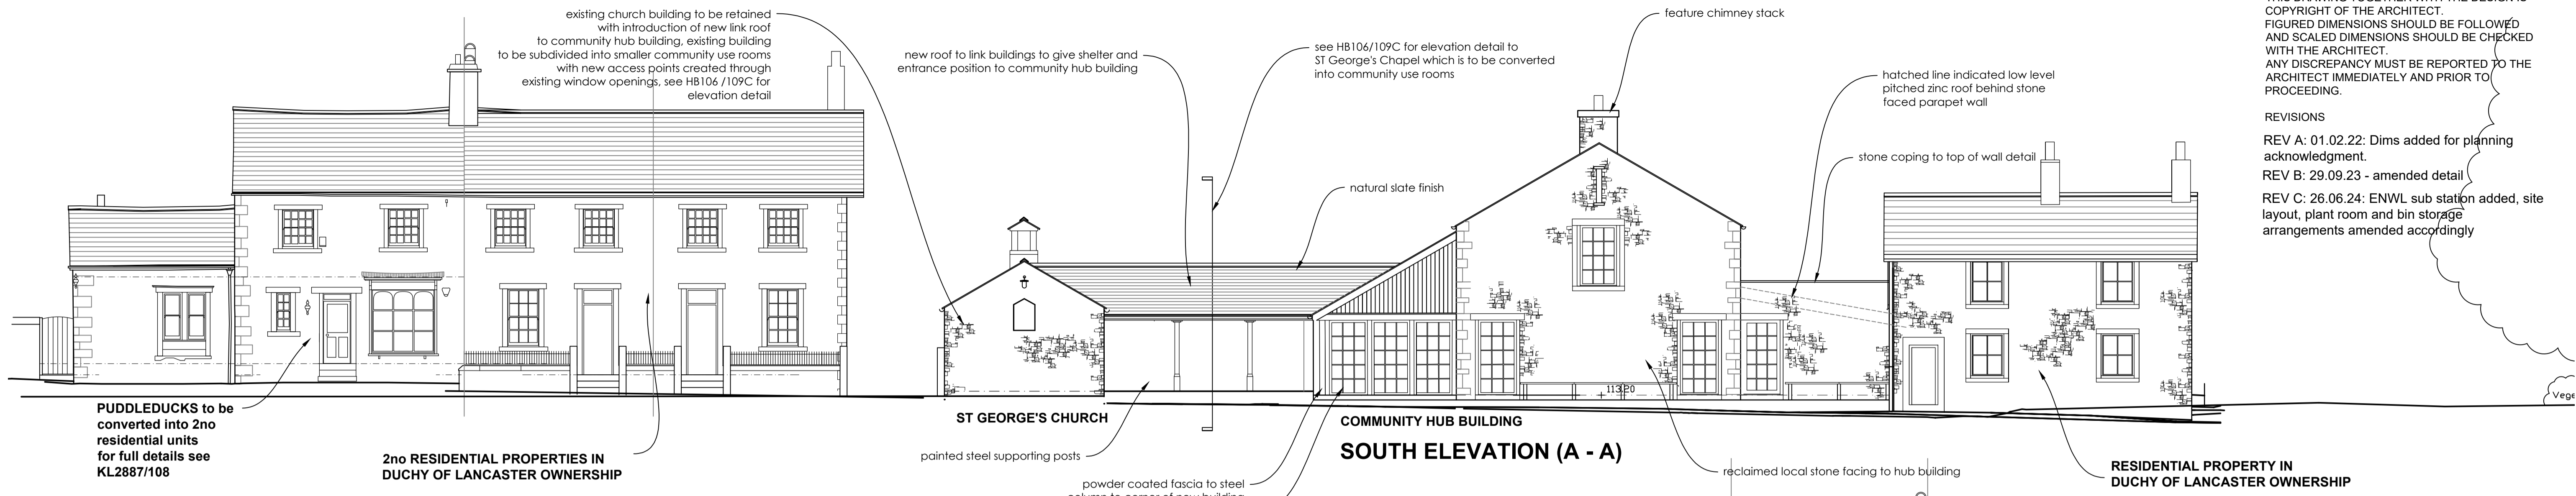 existing church building to be retained
with introduction of new link roof
to community hub building, existing building
to be subdivided into smaller community use rooms
with new access points created through
existing window openings, see HB106 /109C for
elevation detail
new roof to link buildings to give shelter and
entrance position to community hub building
see HB106/109C for elevation detail to
ST George's Chapel which is to be converted
into community use rooms
natural slate finish
feature chimney stack
hatched line indicated low level
pitched zinc roof behind stone
faced parapet wall
stone coping to top of wall detail
COPYRIGHT OF THE ARCHITECT.
FIGURED DIMENSIONS SHOULD BE FOLLOWED
AND SCALED DIMENSIONS SHOULD BE CHECKED
WITH THE ARCHITECT.
ANY DISCREPANCY MUST BE REPORTED TO THE
ARCHITECT IMMEDIATELY AND PRIOR TO
PROCEEDING.
REVISIONS
REV A: 01.02.22: Dims added for planning
acknowledgment.
REV B: 29.09.23 - amended detail
REV C: 26.06.24: ENWL sub station added, site
layout, plant room and bin storage
arrangements amended accordingly
113.20
Vege
PUDDLEDUCKS to be
converted into 2no
residential units
for full details see
KL2887/108
2no RESIDENTIAL PROPERTIES IN
DUCHY OF LANCASTER OWNERSHIP
ST GEORGE'S CHURCH
painted steel supporting posts
powder coated fascia to steel
COMMUNITY HUB BUILDING
SOUTH ELEVATION (A - A)
reclaimed local stone facing to hub building
RESIDENTIAL PROPERTY IN
DUCHY OF LANCASTER OWNERSHIP